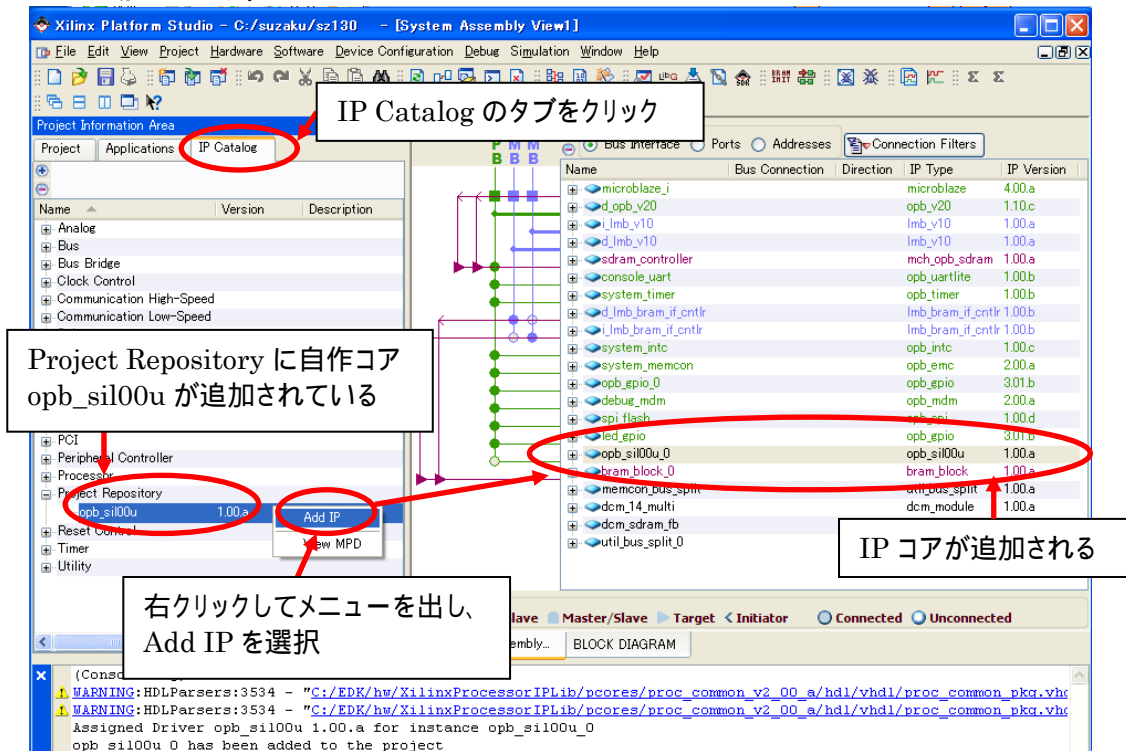 Xilinx Platform Studio - C:/suzaku/sz130 - [System Assembly View1]
File Edit View Project Hardware Software Device Configuration Debug Simulation Window Help
IP Catalog のタブをクリック
Project Information Area
Project Applications IP Catalog
Bus Interface Ports Addresses Connection Filters
P M M
B B B
Name Version Description
Analog
Bus
Bus Bridge
Clock Control
Communication High-Speed
Communication Low-Speed
Project Repository に自作コア
opb_sil00u が追加されている
PCI
Peripheral Controller
Processor
Project Repository
opb_sil00u 1.00.a
Reset Control
Timer
Utility
Add IP
View MPD
右クリックしてメニューを出し、
Add IP を選択
Name Bus Connection Direction IP Type IP Version
microblaze_i microblaze 4.00.a
d_opb_v20 opb_v20 1.10.c
i_lmb_v10 lmb_v10 1.00.a
d_lmb_v10 lmb_v10 1.00.a
sdram_controller mch_opb_sdram 1.00.a
console_uart opb_uartlite 1.00.b
system_timer opb_timer 1.00.b
d_lmb_bram_if_cntlr lmb_bram_if_cntlr 1.00.b
i_lmb_bram_if_cntlr lmb_bram_if_cntlr 1.00.b
system_intc opb_intc 1.00.c
system_memcon opb_emc 2.00.a
opb_gpio_0 opb_gpio 3.01.b
debug_mdm opb_mdm 2.00.a
spi_flash opb_spi 1.00.d
led_gpio opb_gpio 3.01.b
opb_sil00u_0 opb_sil00u 1.00.a
bram_block_0 bram_block 1.00.a
memcon_bus_split util_bus_split 1.00.a
dcm_14_multi dcm_module 1.00.a
dcm_sdram_fb
util_bus_split_0
IP コアが追加される
lave Master/Slave Target Initiator Connected Unconnected
embly... BLOCK DIAGRAM
WARNING:HDLParsers:3534 - "C:/EDK/hw/XilinxProcessorIPLib/pcores/proc_common_v2_00_a/hdl/vhdl/proc_common_pkg.vhd
WARNING:HDLParsers:3534 - "C:/EDK/hw/XilinxProcessorIPLib/pcores/proc_common_v2_00_a/hdl/vhdl/proc_common_pkg.vhd
Assigned Driver opb_sil00u 1.00.a for instance opb_sil00u_0
opb_sil00u_0 has been added to the project